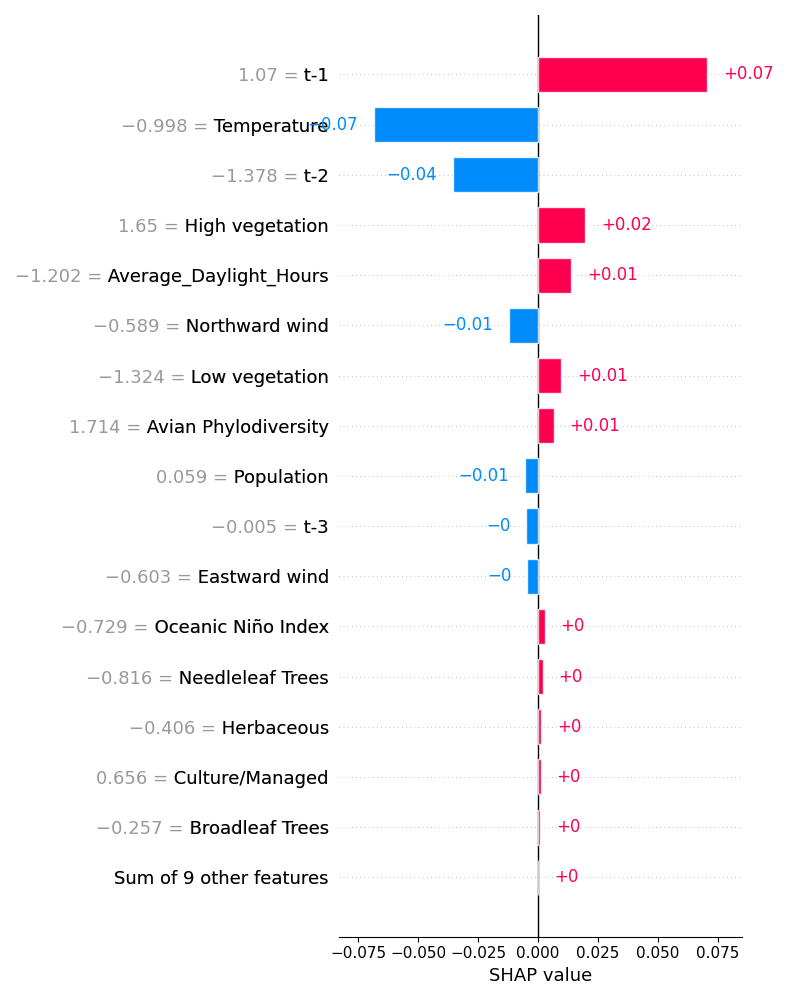 1.07 = t-1 +0.07
−0.998 = Temperature −0.07
−1.378 = t-2 −0.04
1.65 = High vegetation +0.02
−1.202 = Average_Daylight_Hours +0.01
−0.589 = Northward wind −0.01
−1.324 = Low vegetation +0.01
1.714 = Avian Phylodiversity +0.01
0.059 = Population −0.01
−0.005 = t-3 −0
−0.603 = Eastward wind −0
−0.729 = Oceanic Niño Index +0
−0.816 = Needleleaf Trees +0
−0.406 = Herbaceous +0
0.656 = Culture/Managed +0
−0.257 = Broadleaf Trees +0
Sum of 9 other features +0
−0.075 −0.050 −0.025 0.000 0.025 0.050 0.075
SHAP value